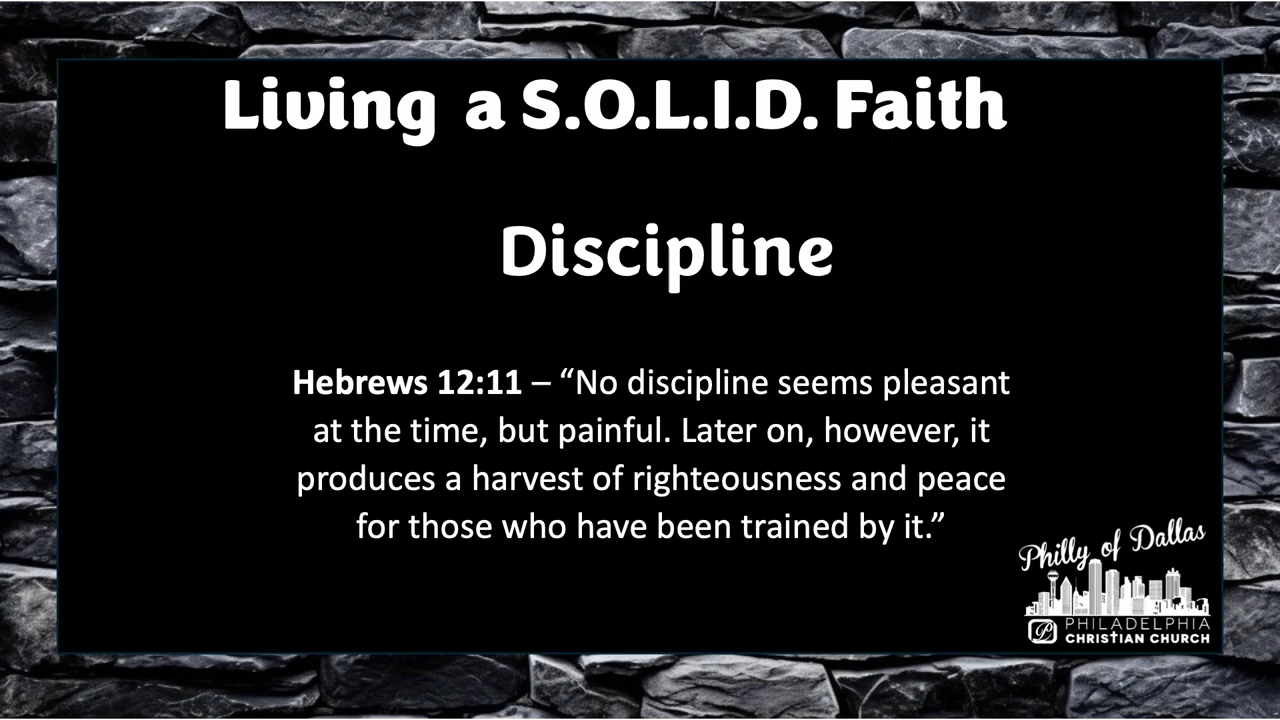 Living a S.O.L.I.D. Faith
Discipline
Hebrews 12:11 – “No discipline seems pleasant
at the time, but painful. Later on, however, it
produces a harvest of righteousness and peace
for those who have been trained by it.”
Philly of Dallas
P PHILADELPHIA
CHRISTIAN CHURCH